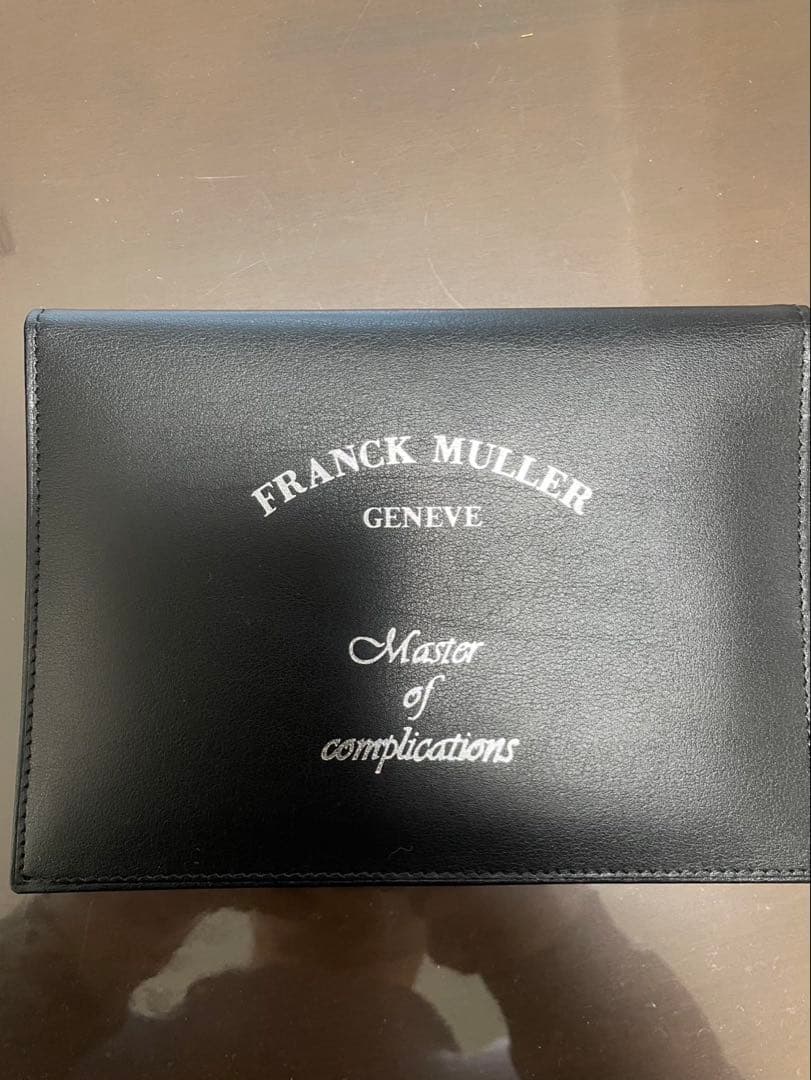 FRANCK MULLER
GENEVE
Master
of
complications